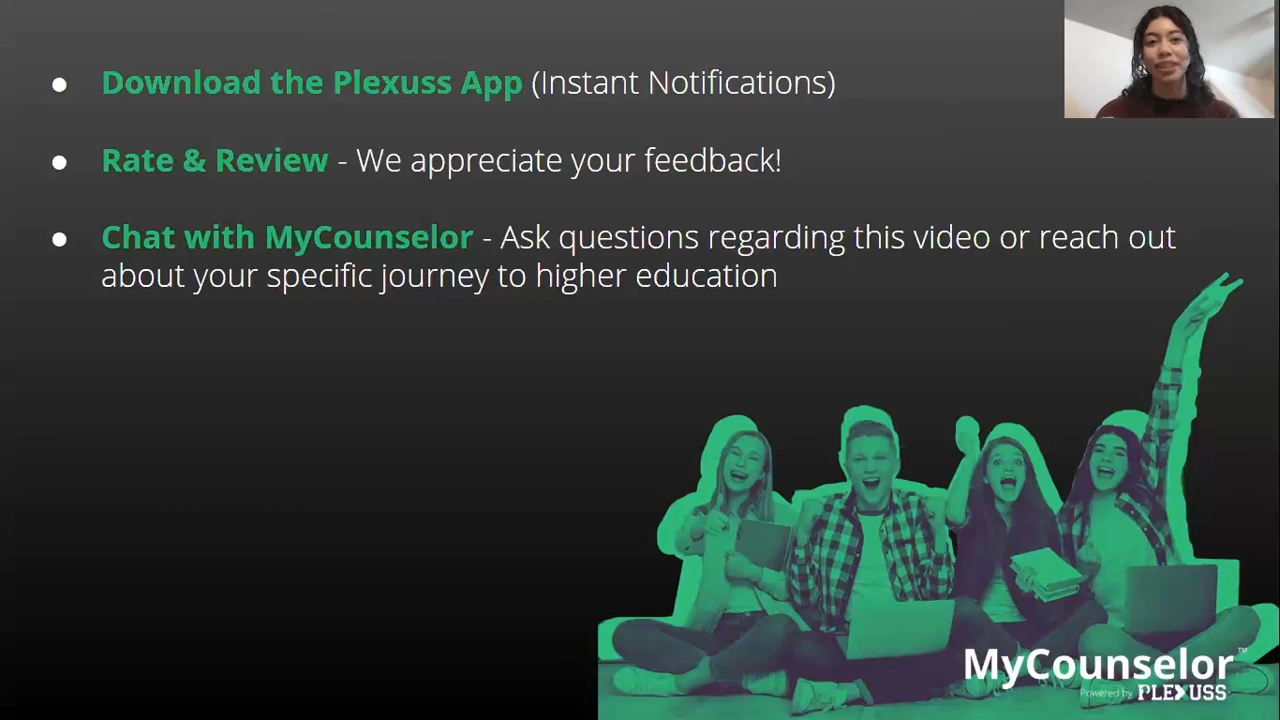 ● Download the Plexuss App (Instant Notifications)
● Rate & Review - We appreciate your feedback!
● Chat with MyCounselor - Ask questions regarding this video or reach out
about your specific journey to higher education
MyCounselor™
Powered by PLEXUSS